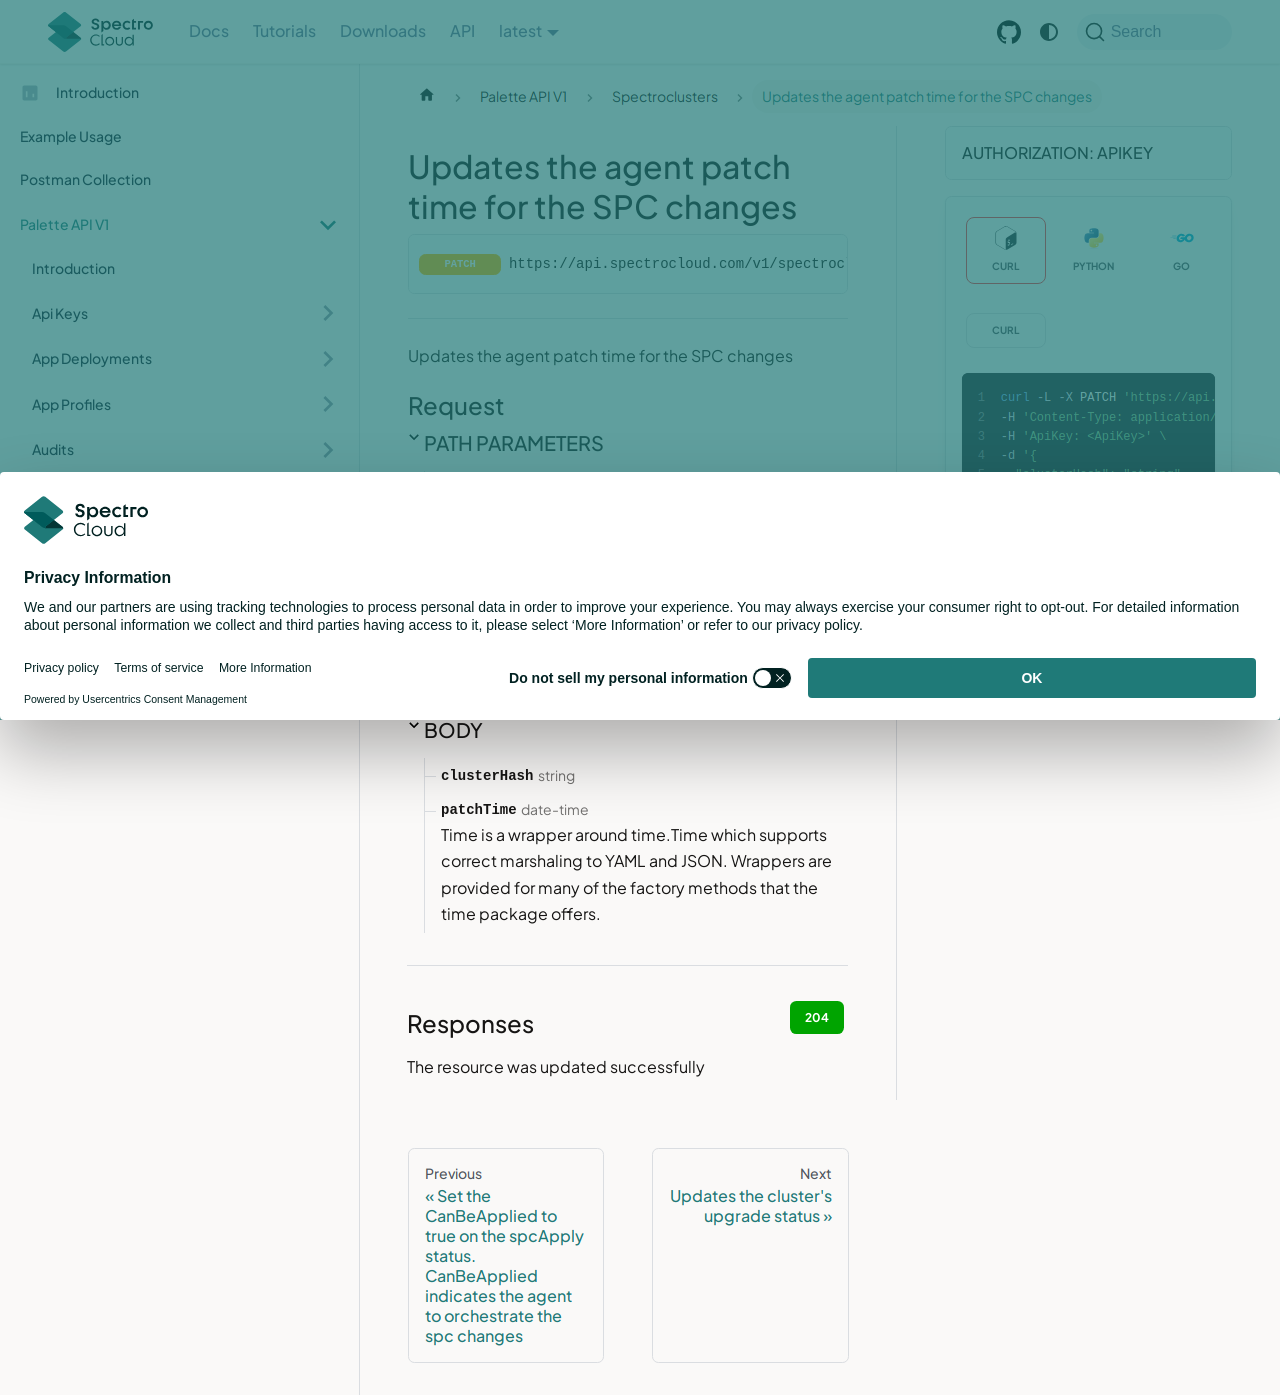 Spectro Cloud
Docs
Tutorials
Downloads
API
latest
Search
Introduction
Example Usage
Postman Collection
Palette API V1
Introduction
Api Keys
App Deployments
App Profiles
Audits
Palette API V1
Spectroclusters
Updates the agent patch time for the SPC changes
Updates the agent patch
time for the SPC changes
PATCH
https://api.spectrocloud.com/v1/spectroc
Updates the agent patch time for the SPC changes
Request
PATH PARAMETERS
AUTHORIZATION: APIKEY
CURL
PYTHON
GO
CURL
1 curl -L -X PATCH 'https://api.
2 -H 'Content-Type: application/
3 -H 'ApiKey: <ApiKey>' \
4 -d '{
"clusterHash": "string"
Spectro
Cloud
Privacy Information
We and our partners are using tracking technologies to process personal data in order to improve your experience. You may always exercise your consumer right to opt-out. For detailed information
about personal information we collect and third parties having access to it, please select ‘More Information’ or refer to our privacy policy.
Privacy policy
Terms of service
More Information
Powered by Usercentrics Consent Management
Do not sell my personal information
OK
BODY
clusterHash string
patchTime date-time
Time is a wrapper around time.Time which supports
correct marshaling to YAML and JSON. Wrappers are
provided for many of the factory methods that the
time package offers.
Responses
204
The resource was updated successfully
Previous
« Set the
CanBeApplied to
true on the spcApply
status.
CanBeApplied
indicates the agent
to orchestrate the
spc changes
Next
Updates the cluster's
upgrade status »